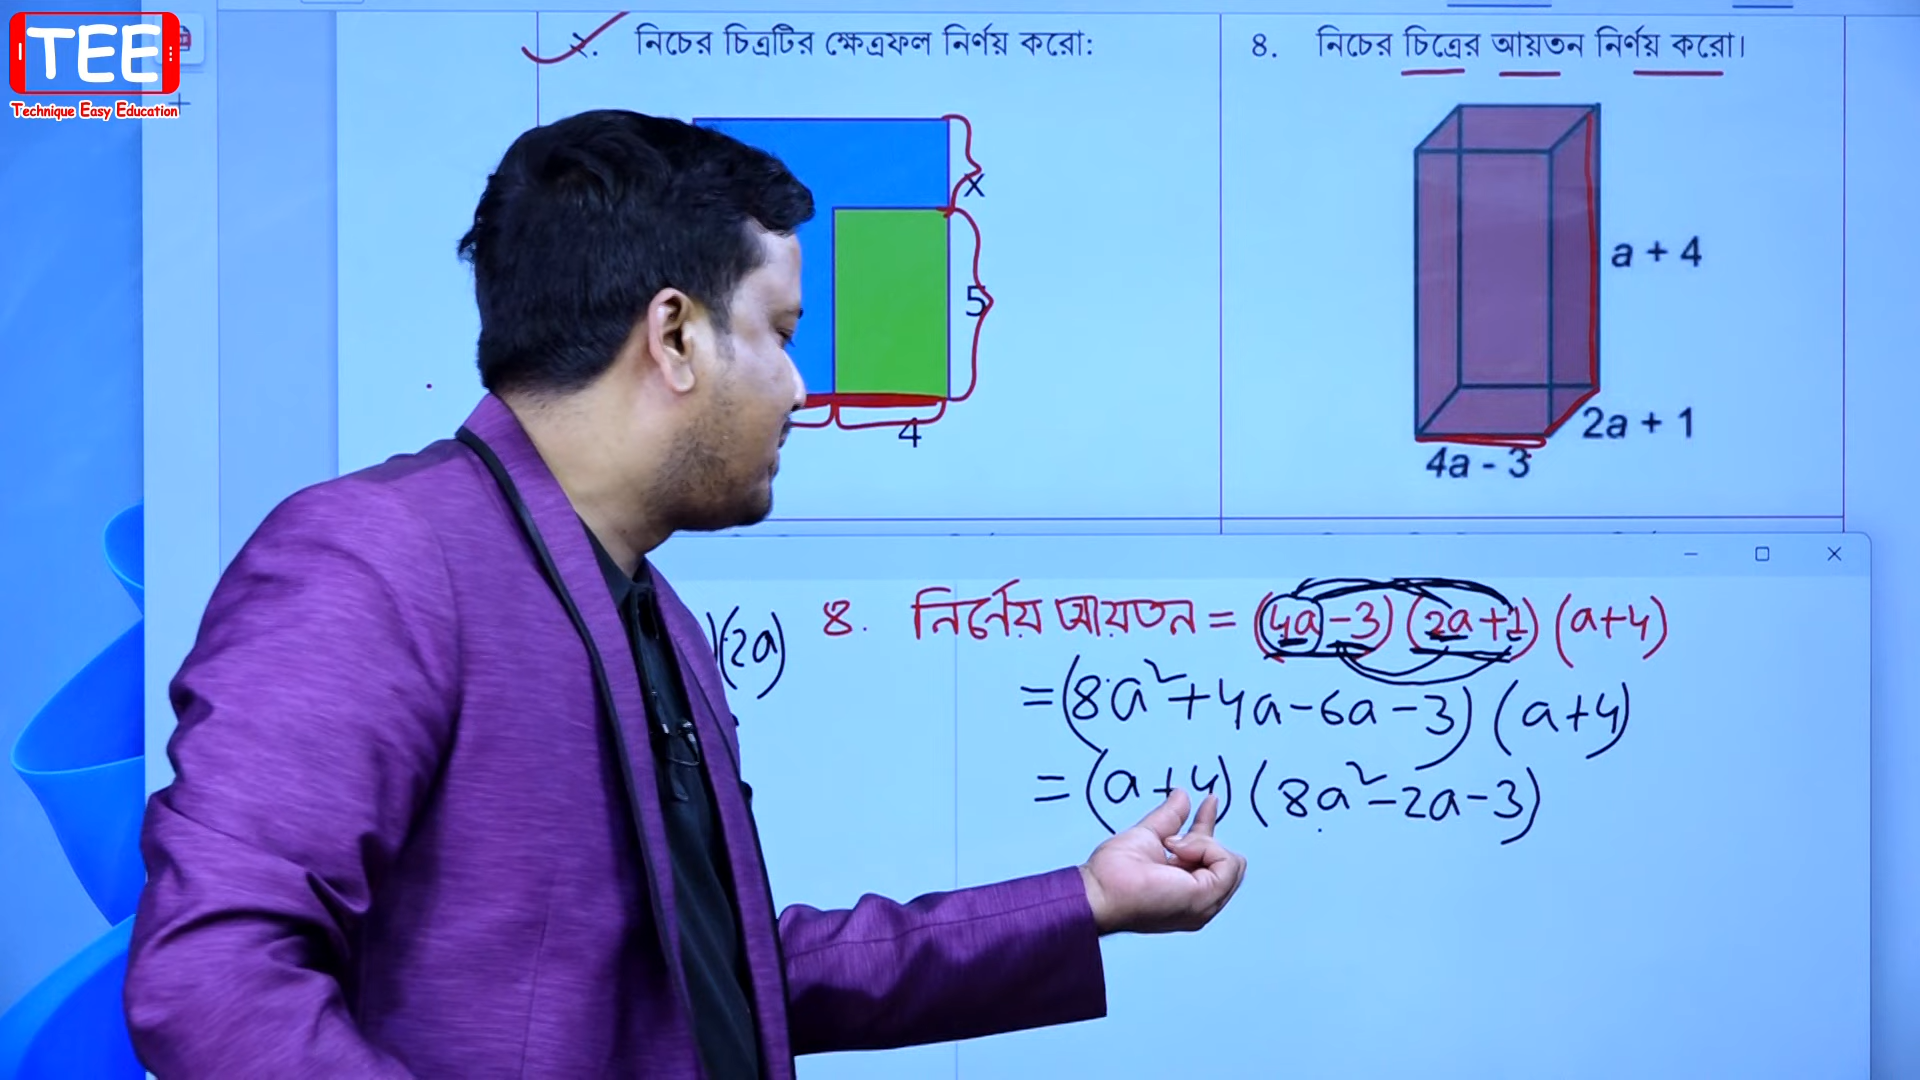 TEE
Technique Easy Education
২. নিচের চিত্রটির ক্ষেত্রফল নির্ণয় করো:
x
5
4
৪. নিচের চিত্রের আয়তন নির্ণয় করো।
a + 4
2a + 1
4a - 3
)(2a)
৪. নির্ণেয় আয়তন = (4a-3) (2a+1) (a+4)
= (8a²+4a-6a-3) (a+4)
= (a+4) (8a²-2a-3)